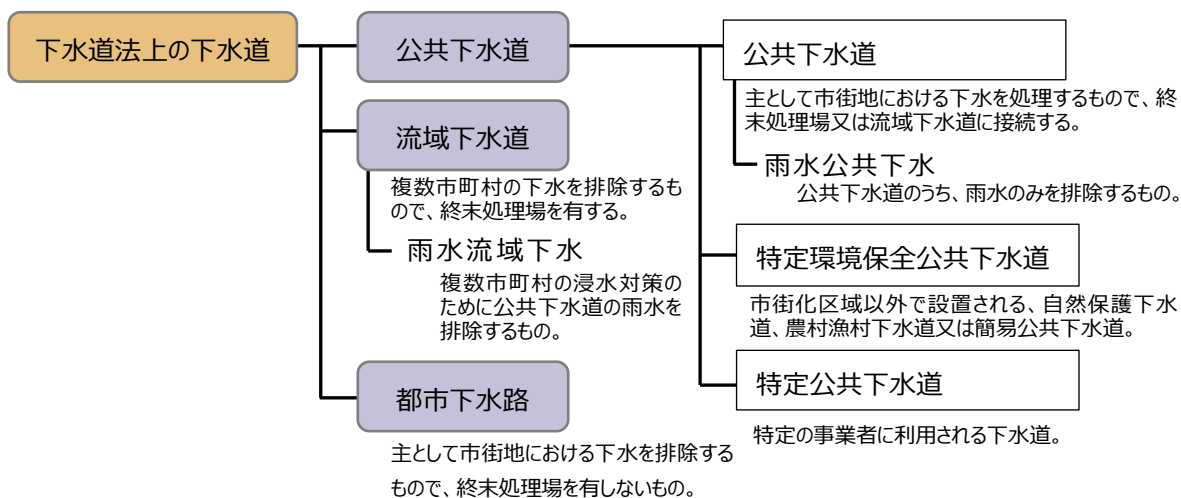 下水道法上の下水道
公共下水道
流域下水道
複数市町村の下水を排除するも
ので、終末処理場を有する。
雨水流域下水
複数市町村の浸水対策の
ために公共下水道の雨水を
排除するもの。
都市下水路
主として市街地における下水を排除する
もので、終末処理場を有しないもの。
公共下水道
主として市街地における下水を処理するもので、終
末処理場又は流域下水道に接続する。
雨水公共下水
公共下水道のうち、雨水のみを排除するもの。
特定環境保全公共下水道
市街化区域以外で設置される、自然保護下水
道、農村漁村下水道又は簡易公共下水道。
特定公共下水道
特定の事業者に利用される下水道。